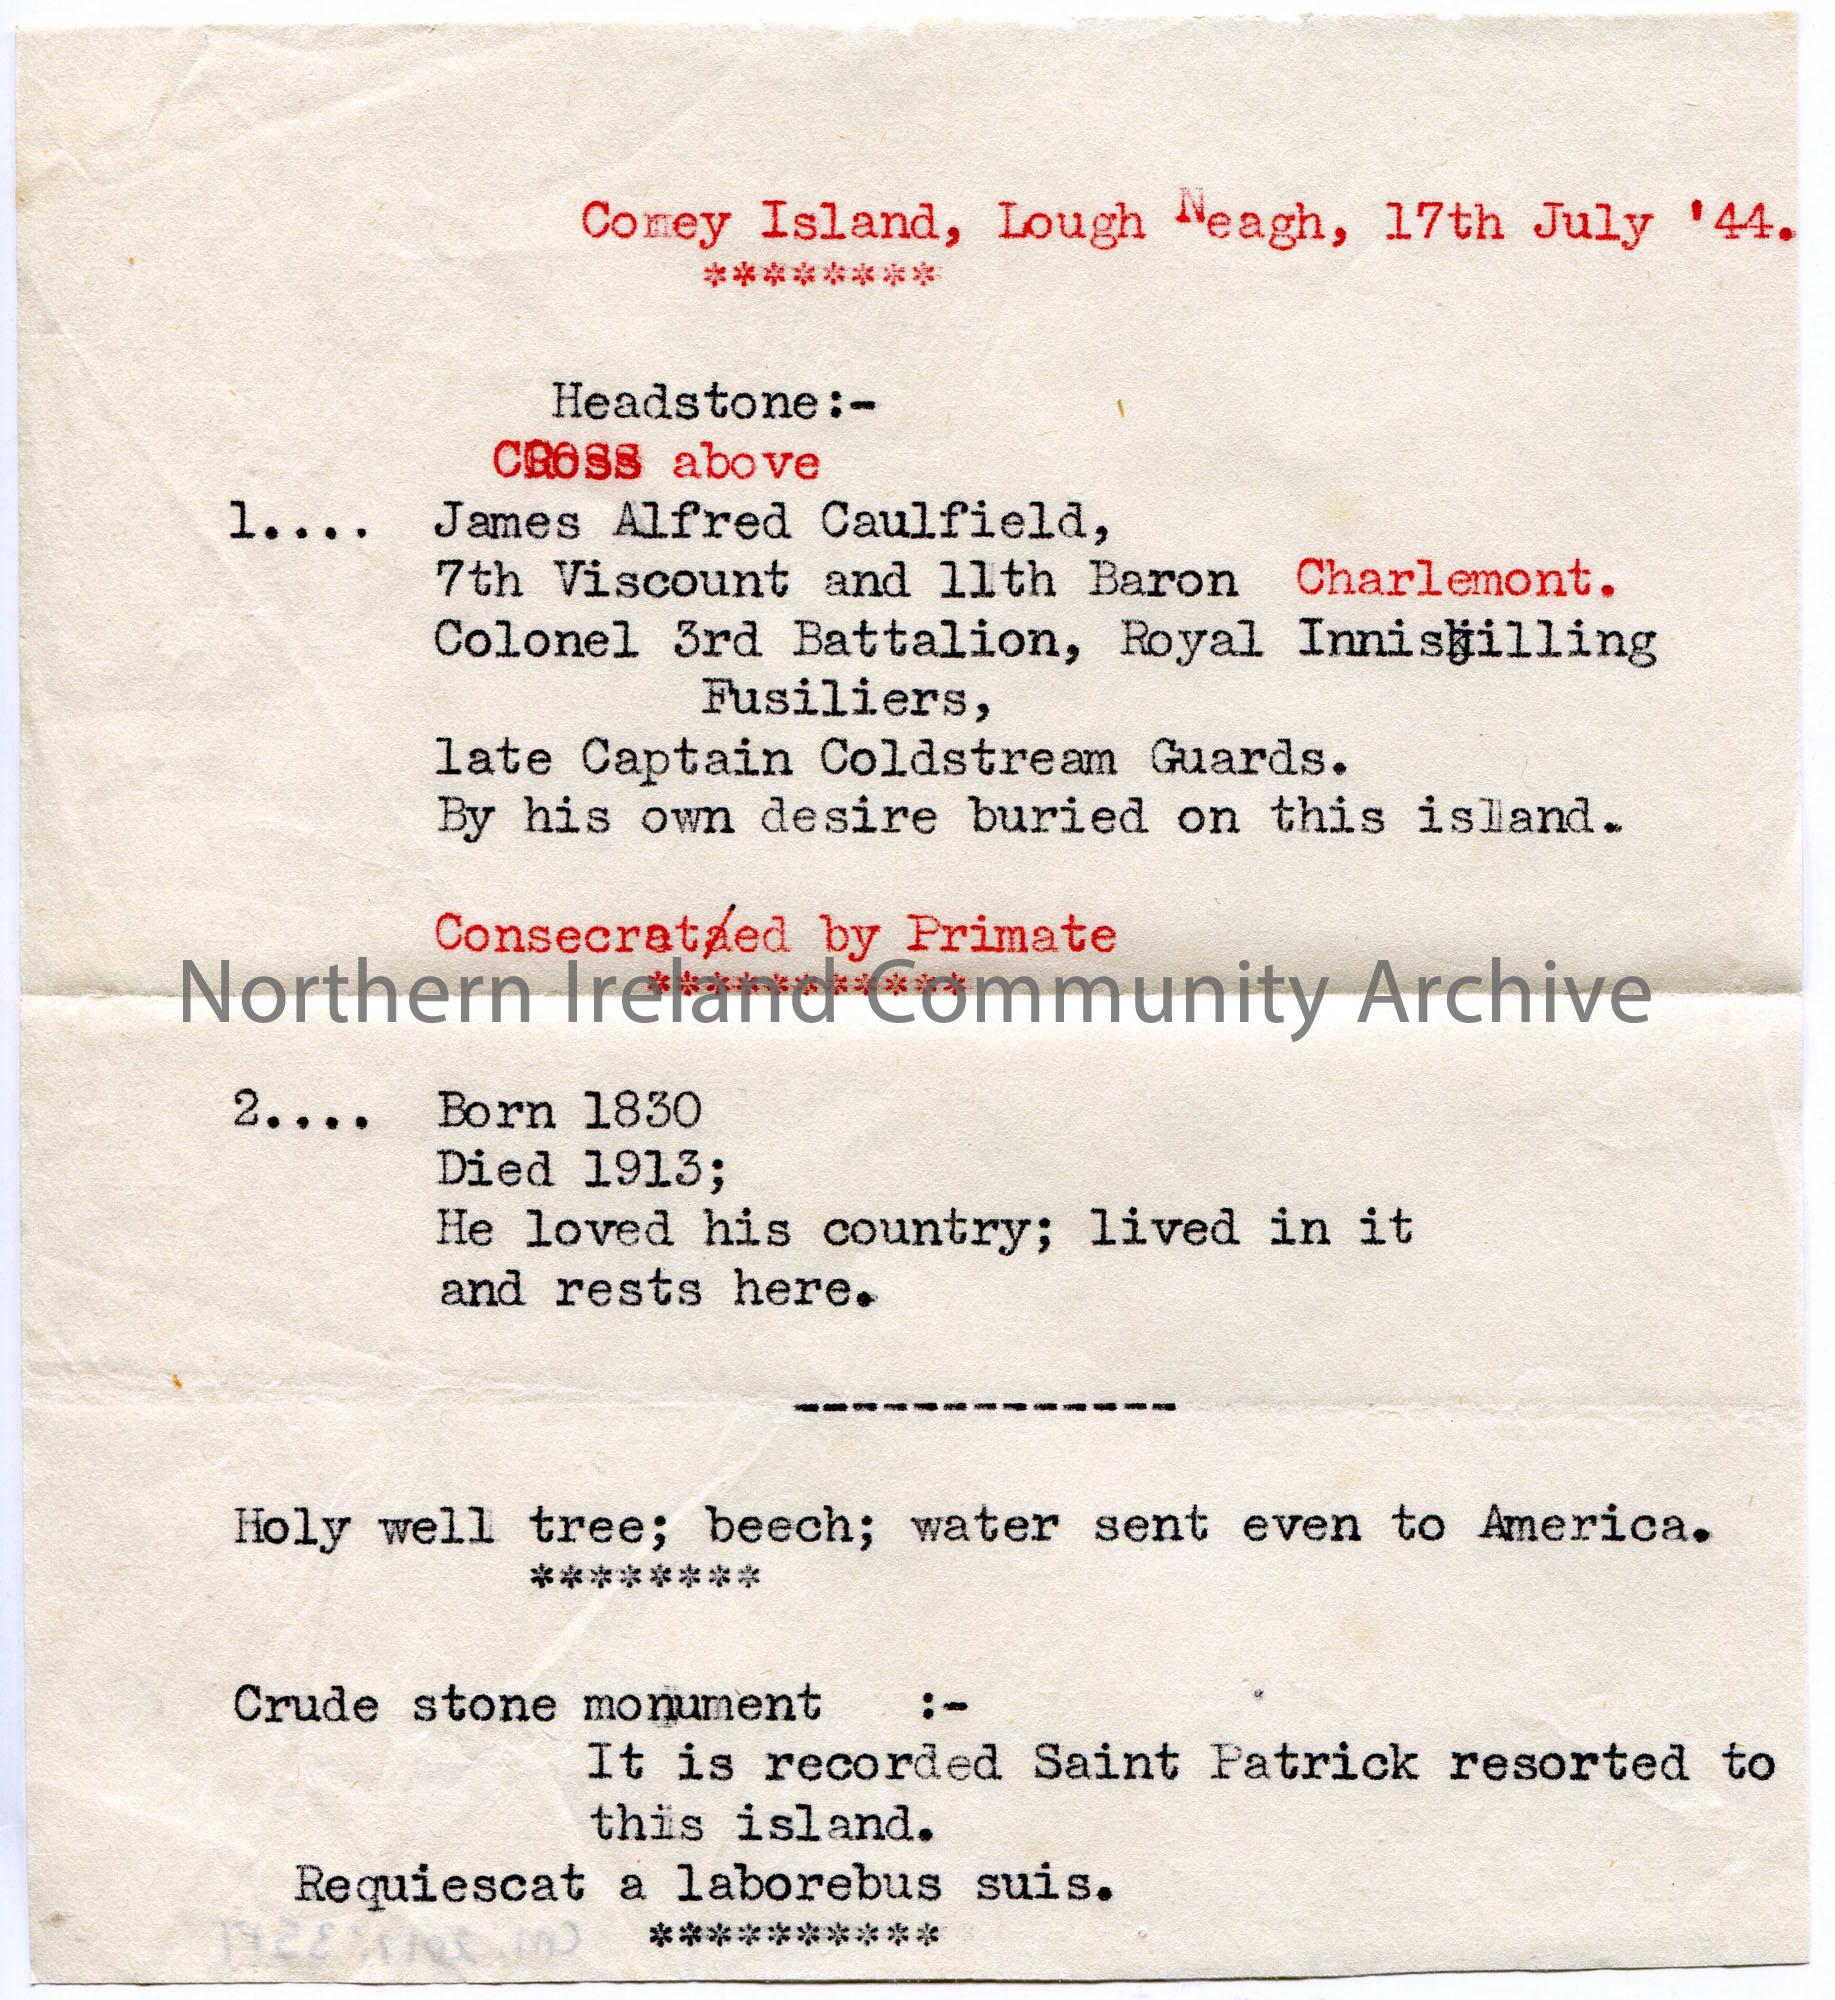 Comey Island, Lough Neagh, 17th July '44.
********
Headstone:-
CRoss above
1.... James Alfred Caulfield,
7th Viscount and 11th Baron Charlemont.
Colonel 3rd Battalion, Royal Inniskilling
Fusiliers,
late Captain Coldstream Guards.
By his own desire buried on this island.
Consecrated by Primate
***********
Northern Ireland Community Archive
2.... Born 1830
Died 1913;
He loved his country; lived in it
and rests here.
-------------
Holy well tree; beech; water sent even to America.
********
Crude stone monument :-
It is recorded Saint Patrick resorted to
this island.
Requiescat a laborebus suis.
**********